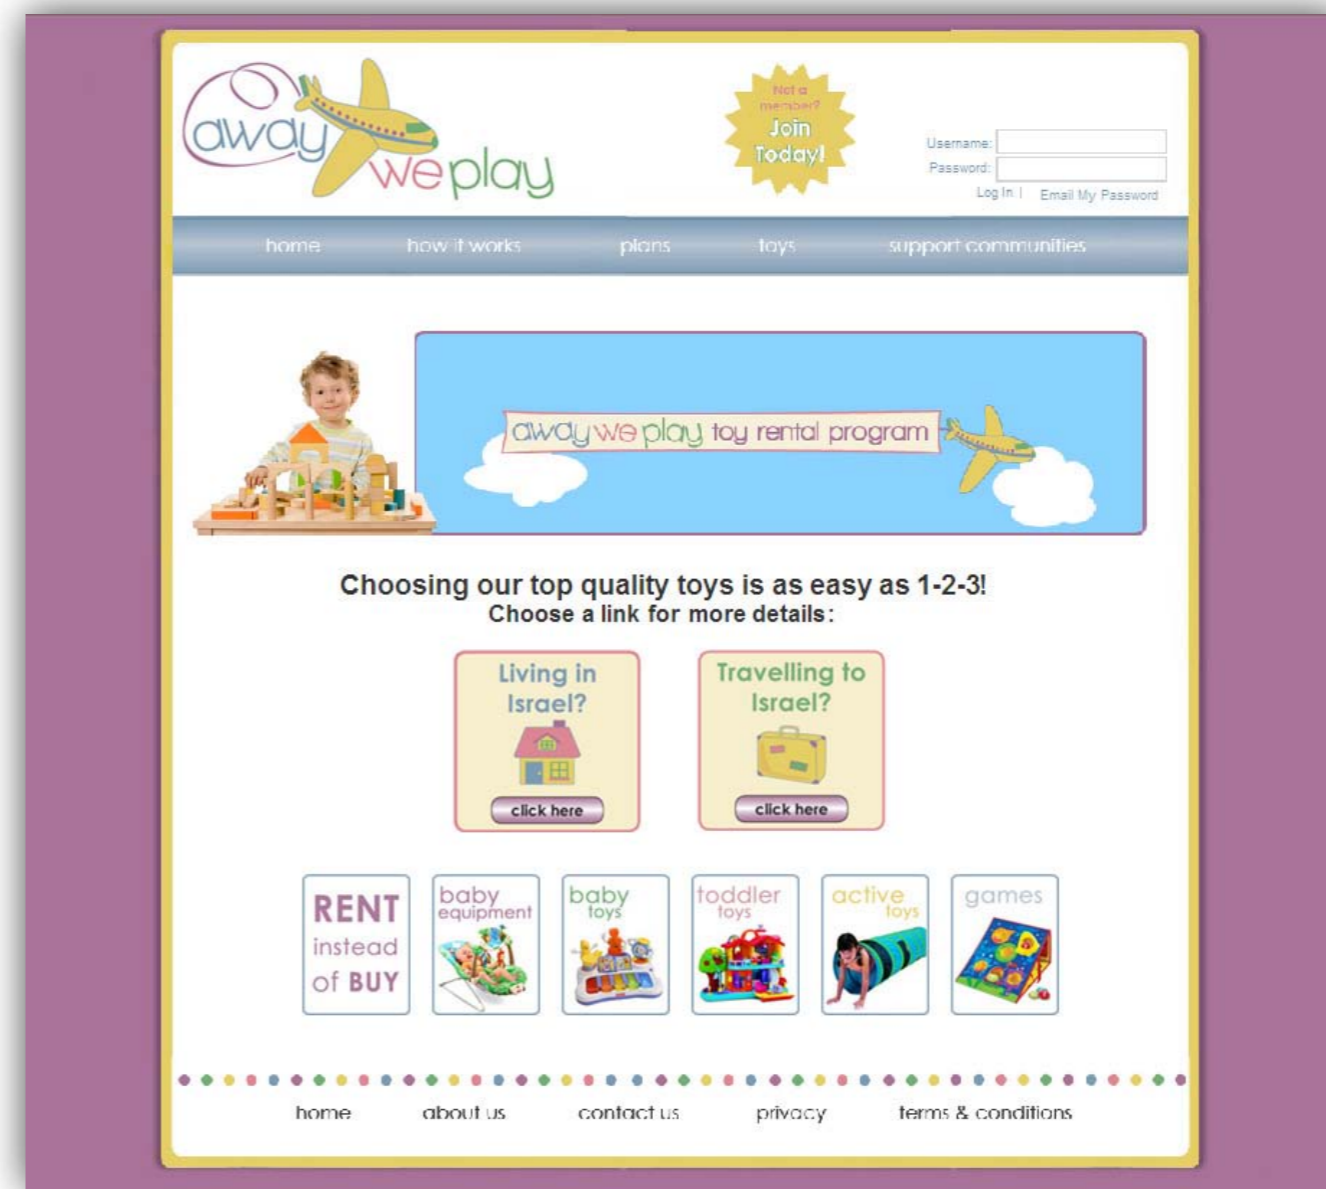 away
weplay
Not a
member?
Join
Today!
Username:
Password:
Log In | Email My Password
home how it works plans toys support communities
away we play toy rental program
Choosing our top quality toys is as easy as 1-2-3!
Choose a link for more details:
Living in
Israel?
click here
Travelling to
Israel?
click here
RENT
instead
of BUY
baby
equipment
baby
toys
toddler
toys
active
toys
games
home about us contact us privacy terms & conditions